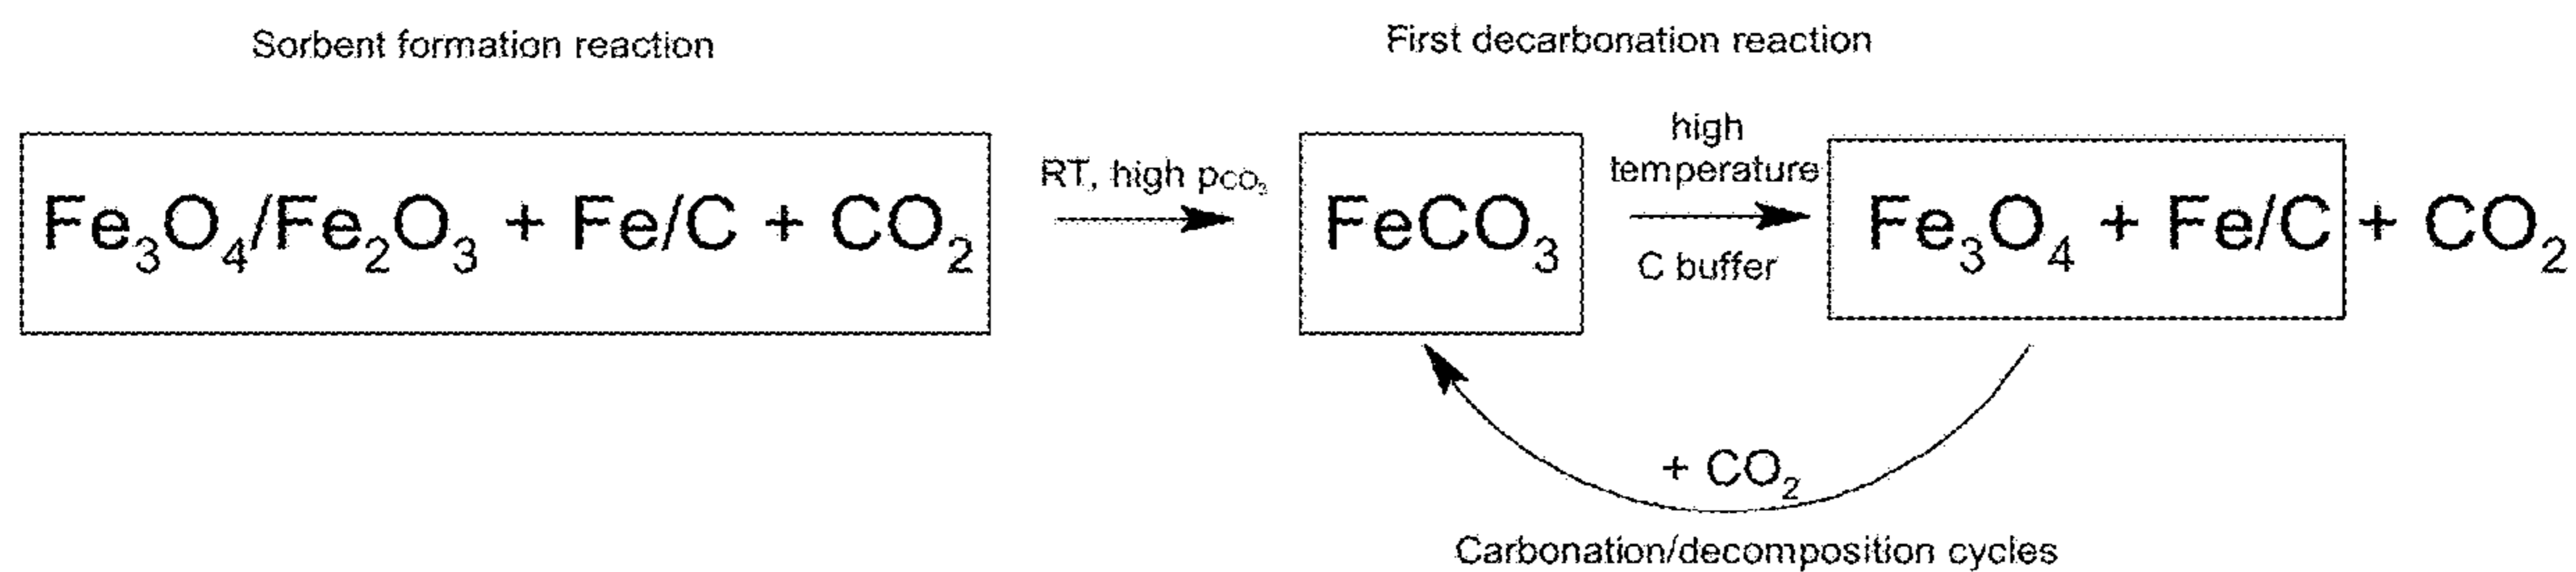 Sorbent formation reaction
First decarbonation reaction
Fe₃O₄/Fe₂O₃ + Fe/C + CO₂
RT, high pco₂
FeCO₃
high
temperature
C buffer
Fe₃O₄ + Fe/C + CO₂
+ CO₂
Carbonation/decomposition cycles